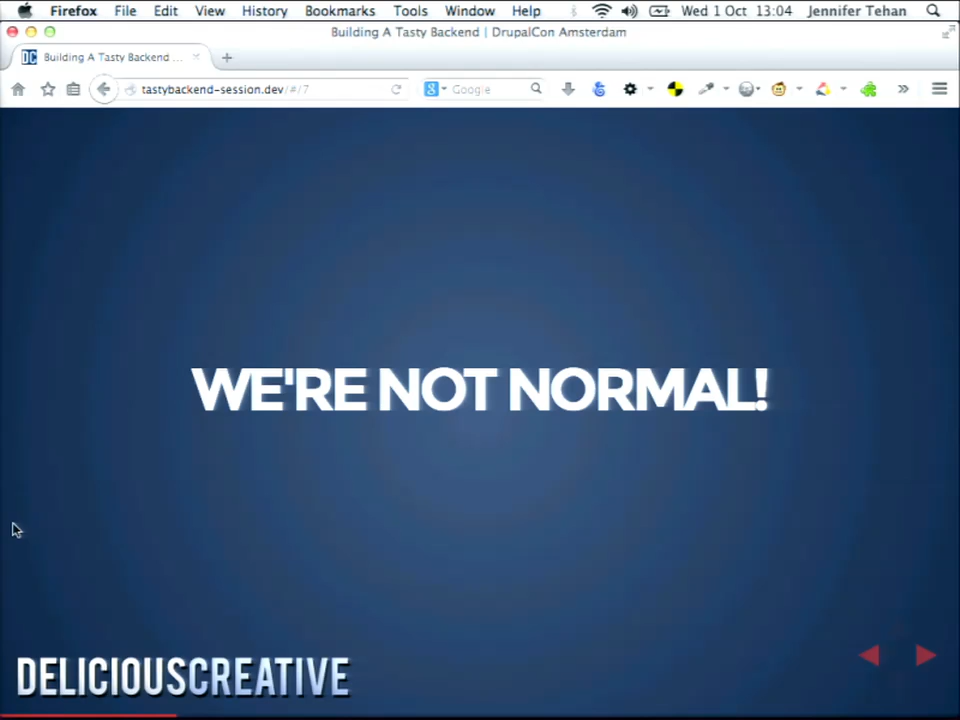 Firefox File Edit View History Bookmarks Tools Window Help Wed 1 Oct 13:04 Jennifer Tehan
Building A Tasty Backend | DrupalCon Amsterdam
DC Building A Tasty Backend ...
tastybackend-session.dev/#/7 Google
WE'RE NOT NORMAL!
DELICIOUSCREATIVE